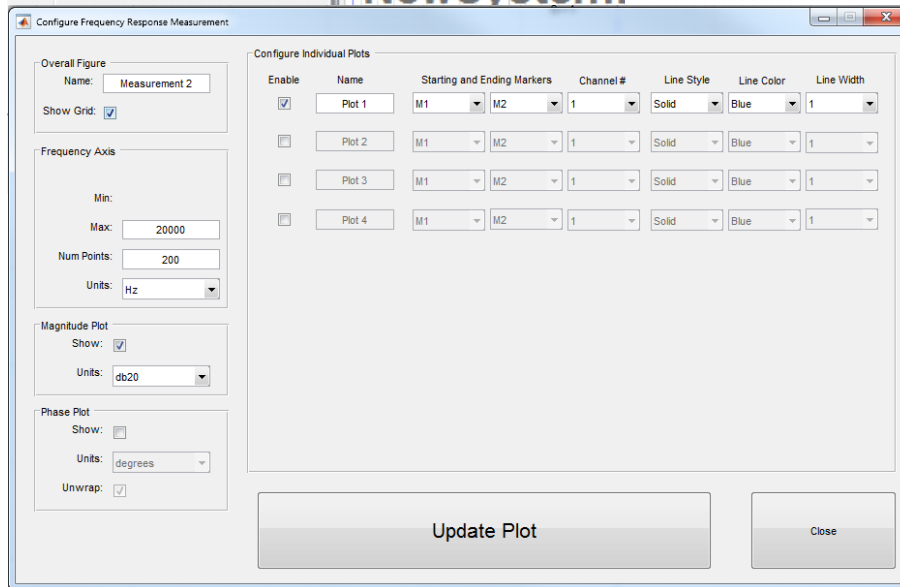 Configure Frequency Response Measurement
Overall Figure
Name: Measurement 2
Show Grid:
Frequency Axis
Min:
Max: 20000
Num Points: 200
Units: Hz
Magnitude Plot
Show:
Units: db20
Phase Plot
Show:
Units: degrees
Unwrap:
Configure Individual Plots
Enable Name Starting and Ending Markers Channel # Line Style Line Color Line Width
Plot 1 M1 M2 1 Solid Blue 1
Plot 2 M1 M2 1 Solid Blue 1
Plot 3 M1 M2 1 Solid Blue 1
Plot 4 M1 M2 1 Solid Blue 1
Update Plot
Close